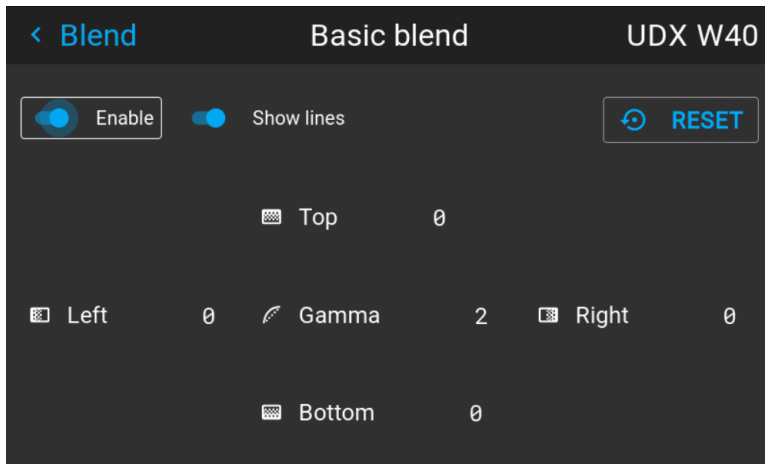 Blend Basic blend UDX W40
Enable Show lines RESET
Top 0
Left 0 Gamma 2 Right 0
Bottom 0